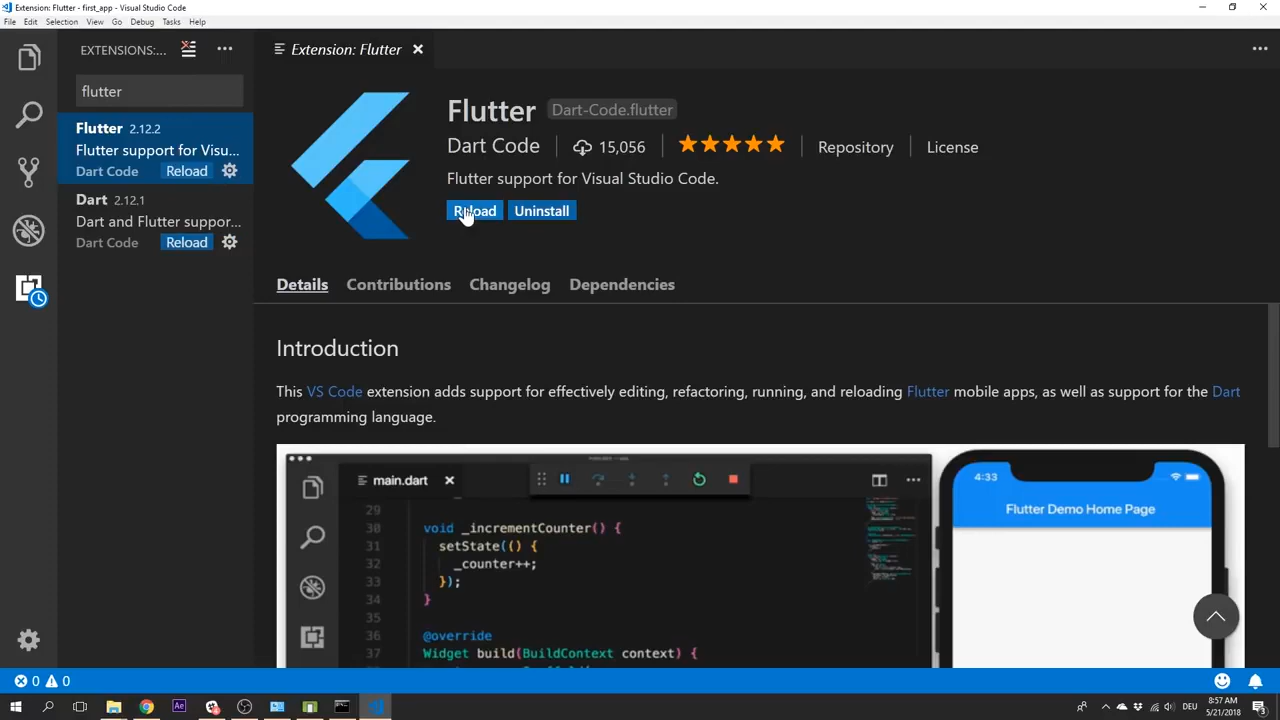 Extension: Flutter - first_app - Visual Studio Code
File Edit Selection View Go Debug Tasks Help
EXTENSIONS:...
Extension: Flutter
flutter
Flutter 2.12.2
Flutter support for Visu...
Dart Code Reload
Dart 2.12.1
Dart and Flutter suppor...
Dart Code Reload
Flutter Dart-Code.flutter
Dart Code 15,056 Repository License
Flutter support for Visual Studio Code.
Reload Uninstall
Details Contributions Changelog Dependencies
Introduction
This VS Code extension adds support for effectively editing, refactoring, running, and reloading Flutter mobile apps, as well as support for the Dart
programming language.
main.dart
29
30 void _incrementCounter() {
31 setState(() {
32 _counter++;
33 });
34 }
35
36 @override
37 Widget build(BuildContext context) {
4:33
Flutter Demo Home Page
0 0
Ae
DEU
8:57 AM
5/21/2018
3